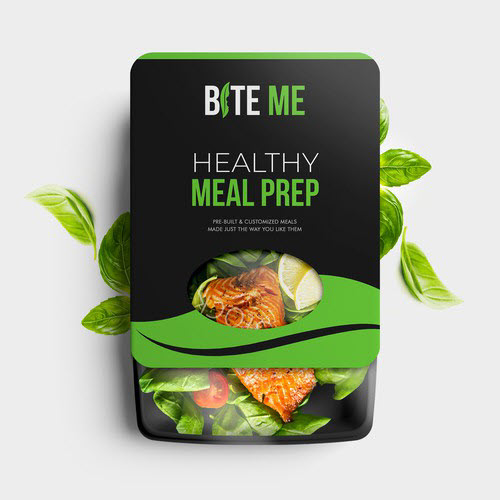 BITE ME
HEALTHY
MEAL PREP
PRE-BUILT & CUSTOMIZED MEALS
MADE JUST THE WAY YOU LIKE THEM